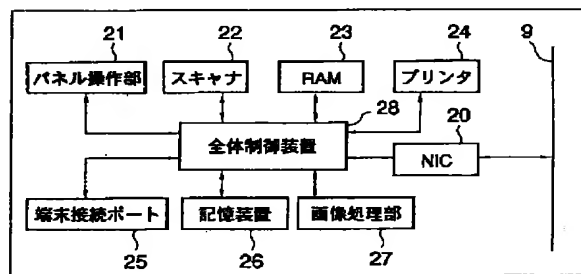 21
22
23
24
9
パネル操作部
スキャナ
RAM
プリンタ
28
20
全体制御装置
NIC
端末接続ポート
記憶装置
画像処理部
25
26
27